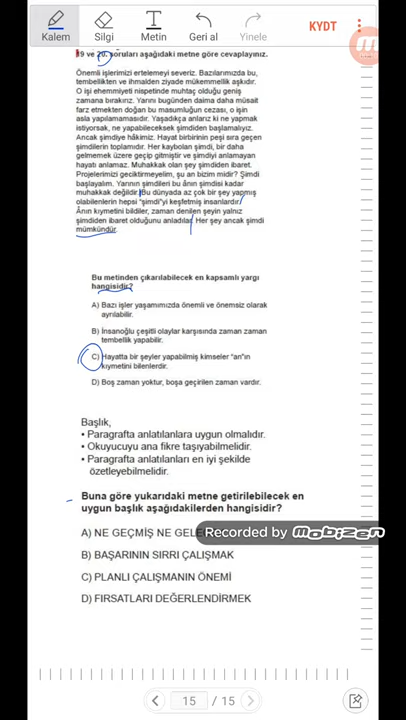 Kalem
Silgi
Metin
Geri al
Yinele
KYDT
19 ve 20. soruları aşağıdaki metne göre cevaplayınız.
Önemli işlerimizi ertelemeyi severiz. Bazılarımızda bu,
tembellikten ve ihmalden ziyade mükemmellik aşkıdır.
O işi ehemmiyeti nispetinde muhtaç olduğu geniş
zamana bırakırız. Yarını bugünden daima daha müsait
farz etmekten doğan bu masumluğun cezası, o işin
asla yapılamamasıdır. Yaşadıkça anlarız ki ne yapmak
istiyorsak, ne yapabileceksek şimdiden başlamalıyız.
Ancak şimdiye hâkimiz. Hayat birbirinin peşi sıra geçen
şimdilerin toplamıdır. Her kaybolan şimdi, bir daha
gelmemek üzere geçip gitmiştir ve şimdiyi anlamayan
hayatı anlamaz. Muhakkak olan şey şimdiden ibaret.
Projelerimizi geciktirmeyelim, şu an bizim midir? Şimdi
başlayalım. Yarının şimdileri bu ânın şimdisi kadar
muhakkak değildir. Bu dünyada az çok bir şey yapmış
olabilenlerin hepsi “şimdi”yi keşfetmiş insanlardır.
Ânın kıymetini bildiler, zaman denilen şeyin yalnız
şimdiden ibaret olduğunu anladılar. Her şey ancak şimdi
mümkündür.
Bu metinden çıkarılabilecek en kapsamlı yargı
hangisidir?
A) Bazı işler yaşamımızda önemli ve önemsiz olarak
ayrılabilir.
B) İnsanoğlu çeşitli olaylar karşısında zaman zaman
tembellik yapabilir.
C) Hayatta bir şeyler yapabilmiş kimseler “an”ın
kıymetini bilenlerdir.
D) Boş zaman yoktur, boşa geçirilen zaman vardır.
Başlık,
• Paragrafta anlatılanlara uygun olmalıdır.
• Okuyucuyu ana fikre taşıyabilmelidir.
• Paragrafta anlatılanları en iyi şekilde
özetleyebilmelidir.
Buna göre yukarıdaki metne getirilebilecek en
uygun başlık aşağıdakilerden hangisidir?
A) NE GEÇMİŞ NE
Recorded by mobizen
B) BAŞARININ SIRRI ÇALIŞMAK
C) PLANLI ÇALIŞMANIN ÖNEMİ
D) FIRSATLARI DEĞERLENDİRMEK
15 / 15